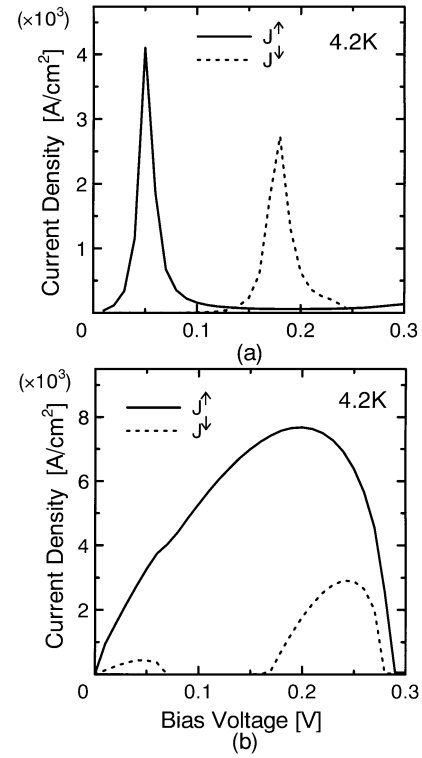 (×10³)
J↑
J↓
4.2K
Current Density [A/cm²]
4
3
2
1
0
0.1
0.2
0.3
(a)
(×10³)
J↑
J↓
4.2K
Current Density [A/cm²]
8
6
4
2
0
0.1
0.2
0.3
Bias Voltage [V]
(b)